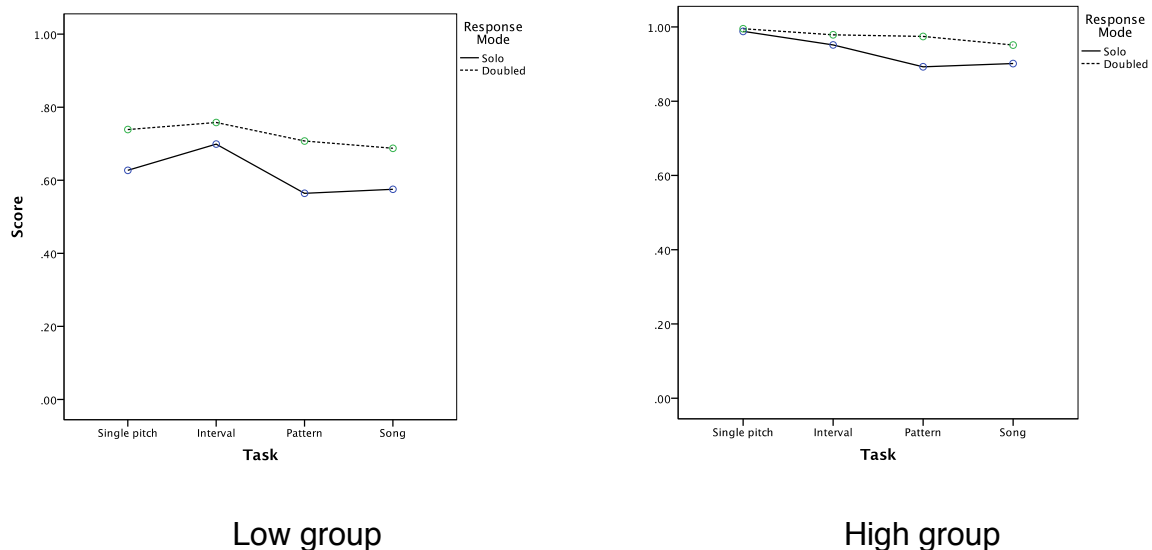 1.00
.80
.60
.40
.20
.00
Score
Single pitch
Interval
Pattern
Song
Task
Response
Mode
Solo
Doubled
Low group
1.00
.80
.60
.40
.20
.00
Single pitch
Interval
Pattern
Song
Task
Response
Mode
Solo
Doubled
High group